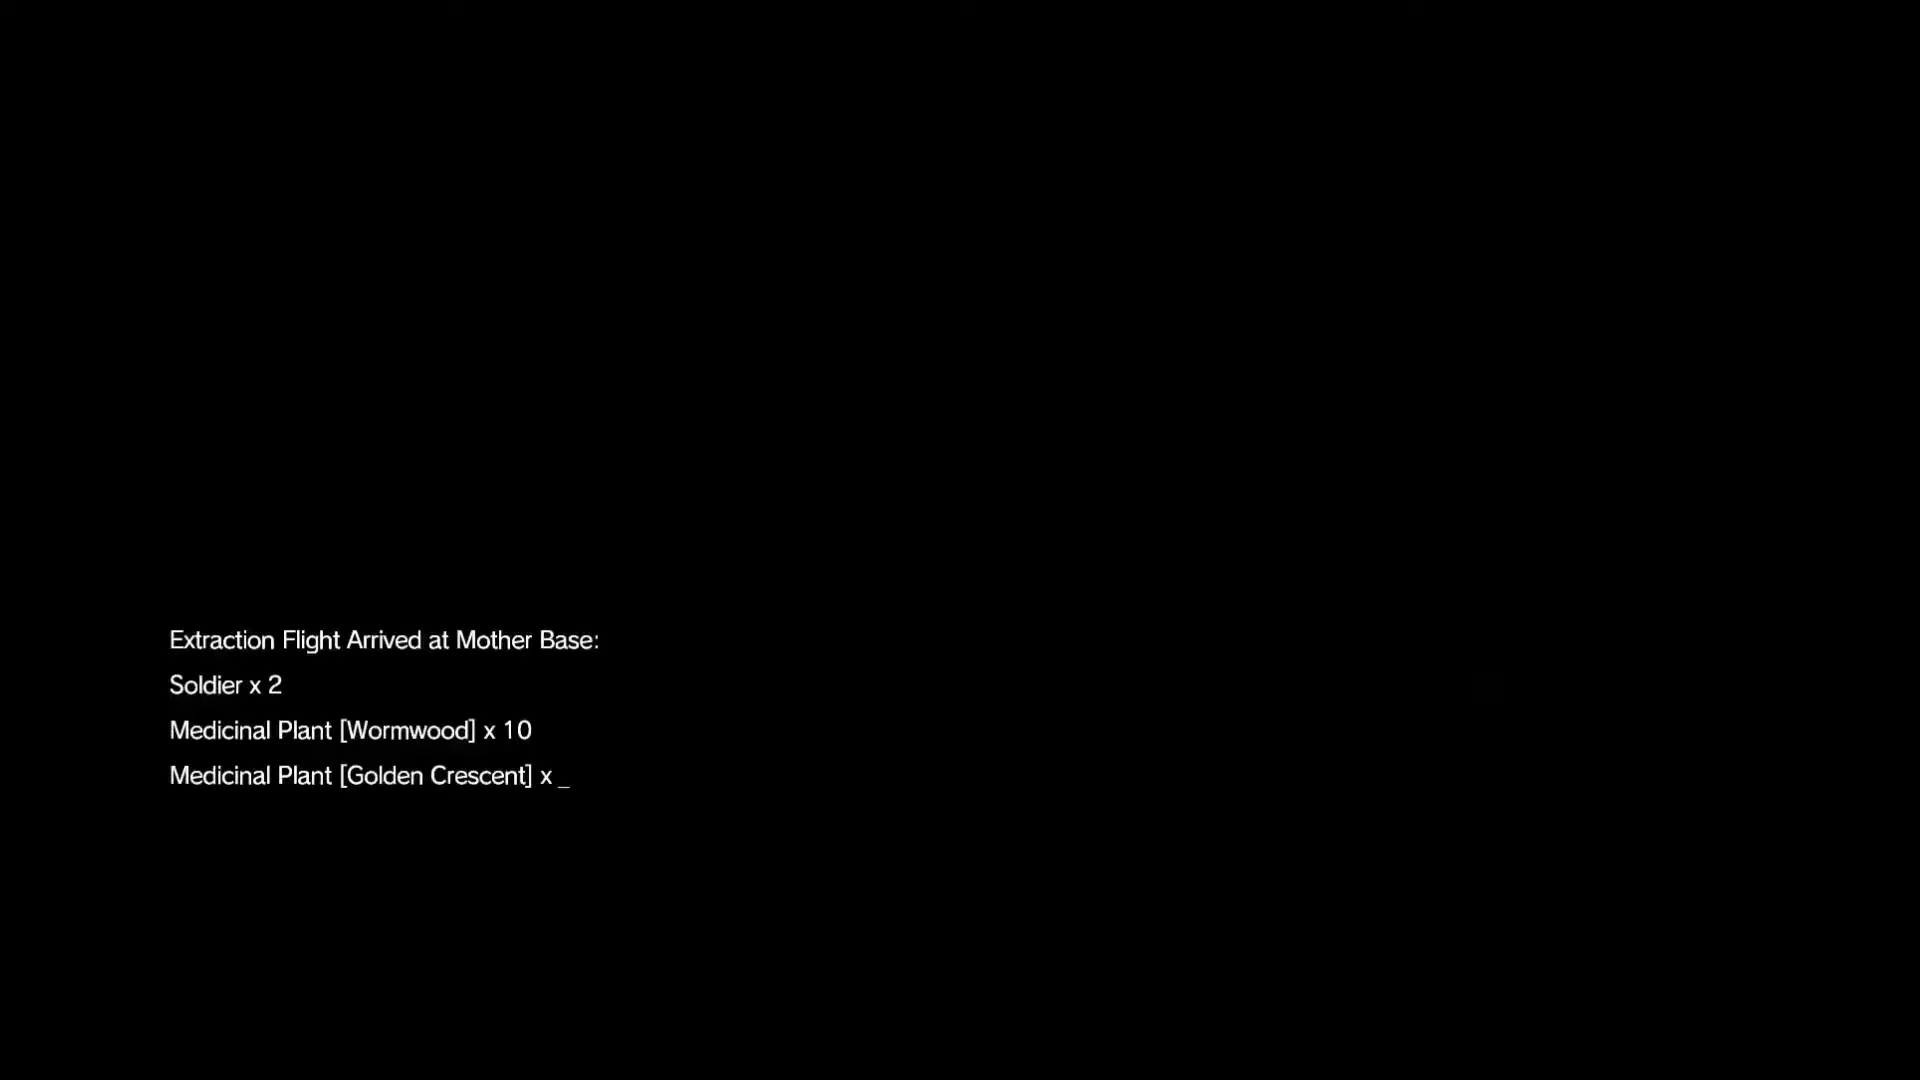 Extraction Flight Arrived at Mother Base:
Soldier x 2
Medicinal Plant [Wormwood] x 10
Medicinal Plant [Golden Crescent] x _